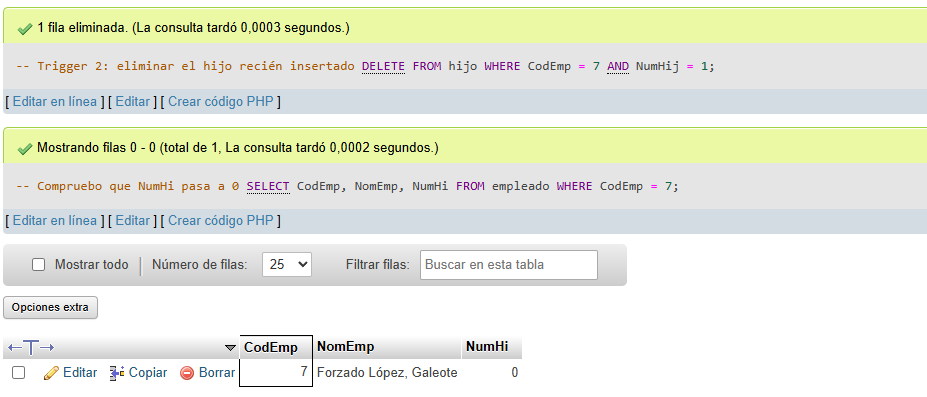 1 fila eliminada. (La consulta tardó 0,0003 segundos.)
-- Trigger 2: eliminar el hijo recién insertado DELETE FROM hijo WHERE CodEmp = 7 AND NumHij = 1;
[ Editar en línea ] [ Editar ] [ Crear código PHP ]
Mostrando filas 0 - 0 (total de 1, La consulta tardó 0,0002 segundos.)
-- Compruebo que NumHi pasa a 0 SELECT CodEmp, NomEmp, NumHi FROM empleado WHERE CodEmp = 7;
[ Editar en línea ] [ Editar ] [ Crear código PHP ]
Mostrar todo Número de filas: 25 Filtrar filas: Buscar en esta tabla
Opciones extra
←T→ CodEmp NomEmp NumHi
Editar Copiar Borrar 7 Forzado López, Galeote 0